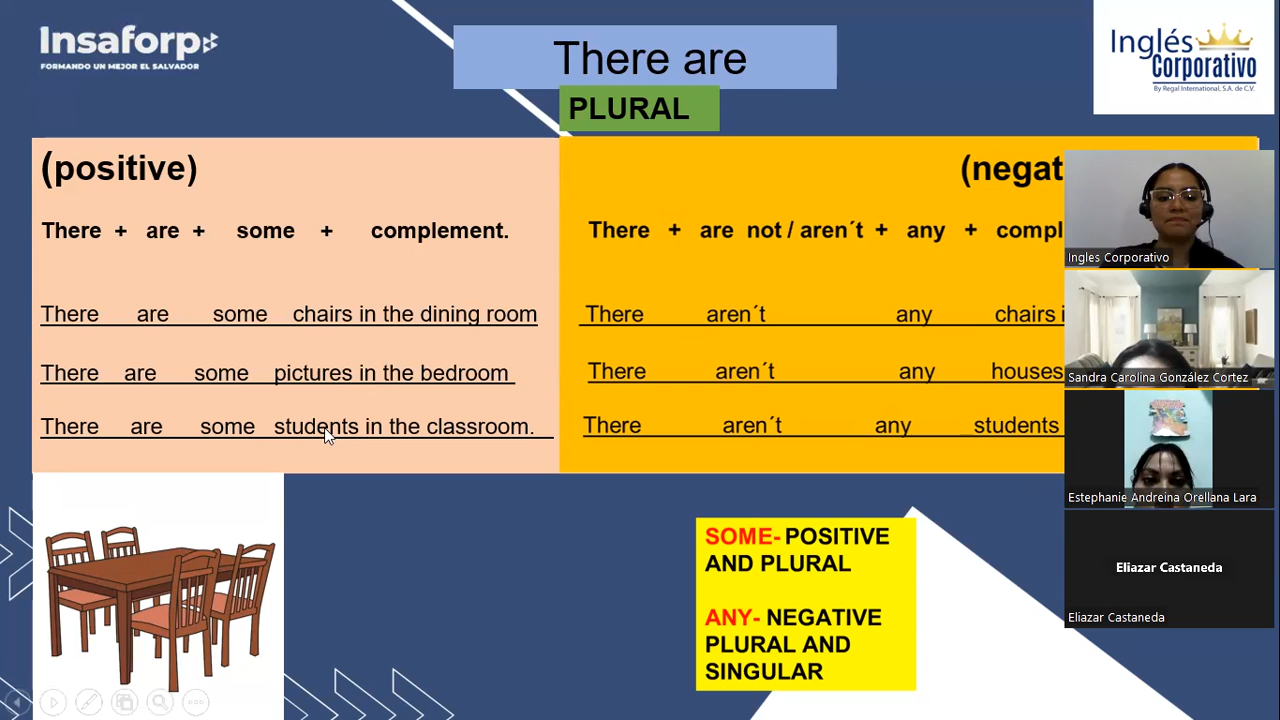 Insaforp
FORMANDO UN MEJOR EL SALVADOR
There are
PLURAL
Inglés
Corporativo
By Regal International, S.A. de C.V.
(positive)
There + are + some + complement.
There are some chairs in the dining room
There are some pictures in the bedroom
There are some students in the classroom.
(negat
There + are not / aren´t + any + compl
There aren´t any chairs i
There aren´t any houses
There aren´t any _students
SOME- POSITIVE
AND PLURAL
ANY- NEGATIVE
PLURAL AND
SINGULAR
Ingles Corporativo
Sandra Carolina González Cortez
Estephanie Andreina Orellana Lara
Eliazar Castaneda
Eliazar Castaneda